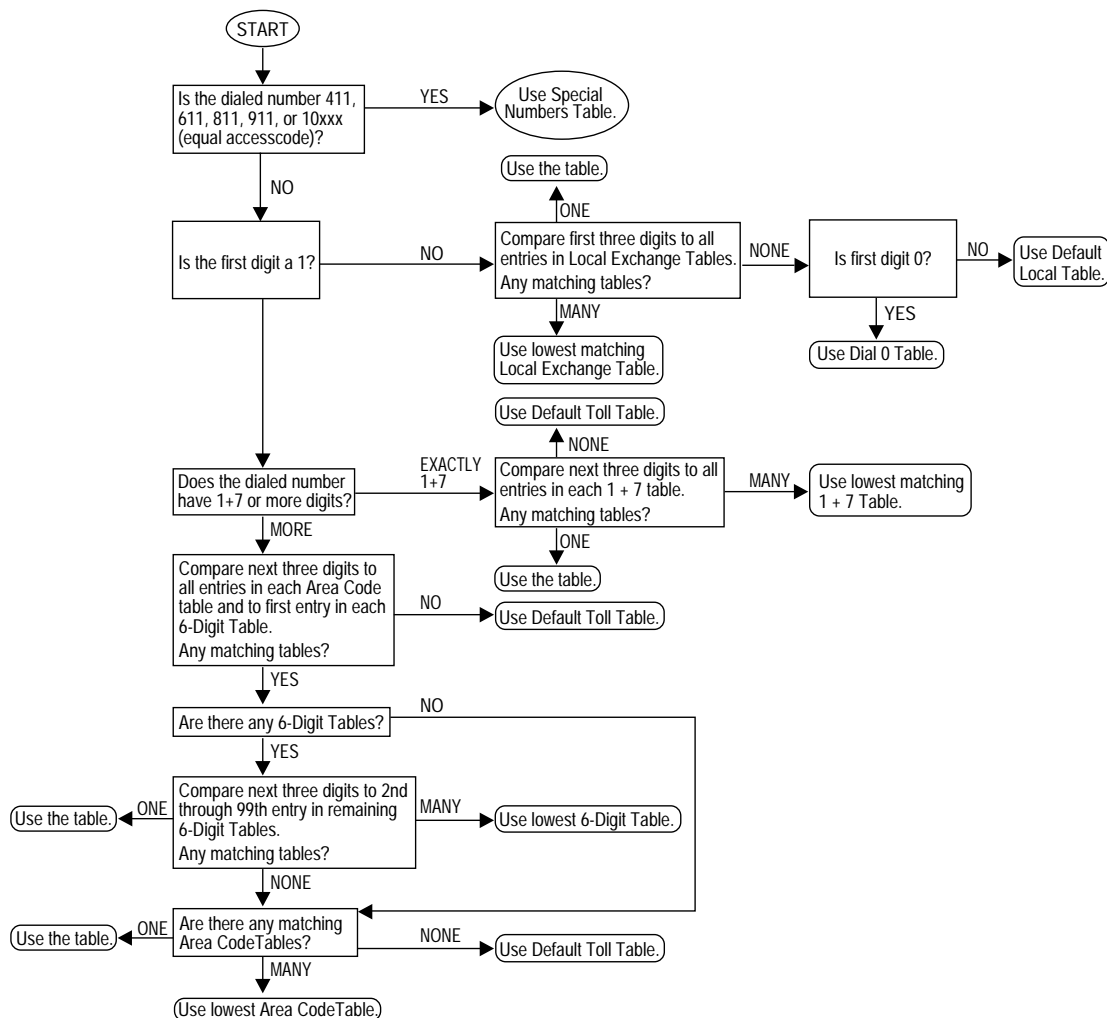 START
Is the dialed number 411,
611, 811, 911, or 10xxx
(equal accesscode)?
YES
Use Special
Numbers Table.
NO
Use the table.
ONE
Is the first digit a 1?
NO
Compare first three digits to all
entries in Local Exchange Tables.
Any matching tables?
NONE
Is first digit 0?
NO
Use Default
Local Table.
MANY
YES
Use lowest matching
Local Exchange Table.
Use Dial 0 Table.
Use Default Toll Table.
NONE
Does the dialed number
have 1+7 or more digits?
EXACTLY
1+7
Compare next three digits to all
entries in each 1 + 7 table.
Any matching tables?
MANY
Use lowest matching
1 + 7 Table.
MORE
ONE
Use the table.
Compare next three digits to
all entries in each Area Code
table and to first entry in each
6-Digit Table.
Any matching tables?
NO
Use Default Toll Table.
YES
Are there any 6-Digit Tables?
NO
YES
Compare next three digits to 2nd
through 99th entry in remaining
6-Digit Tables.
Any matching tables?
ONE
Use the table.
MANY
Use lowest 6-Digit Table.
NONE
Are there any matching
Area CodeTables?
ONE
Use the table.
NONE
Use Default Toll Table.
MANY
Use lowest Area CodeTable.